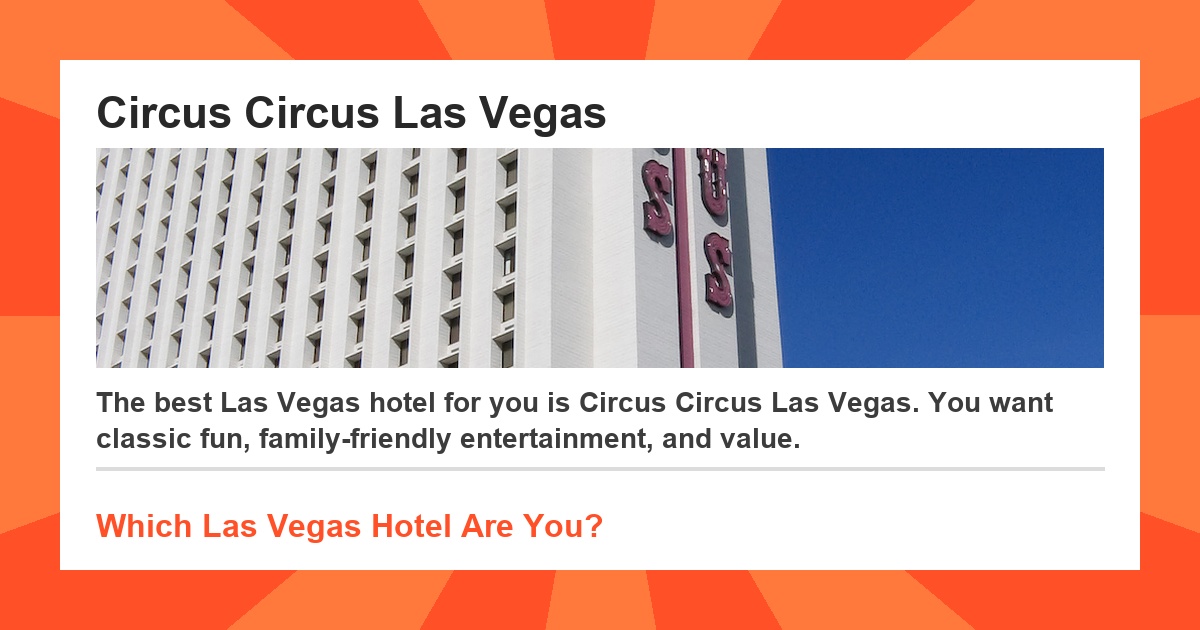 Circus Circus Las Vegas
S
U
S
The best Las Vegas hotel for you is Circus Circus Las Vegas. You want
classic fun, family-friendly entertainment, and value.
Which Las Vegas Hotel Are You?